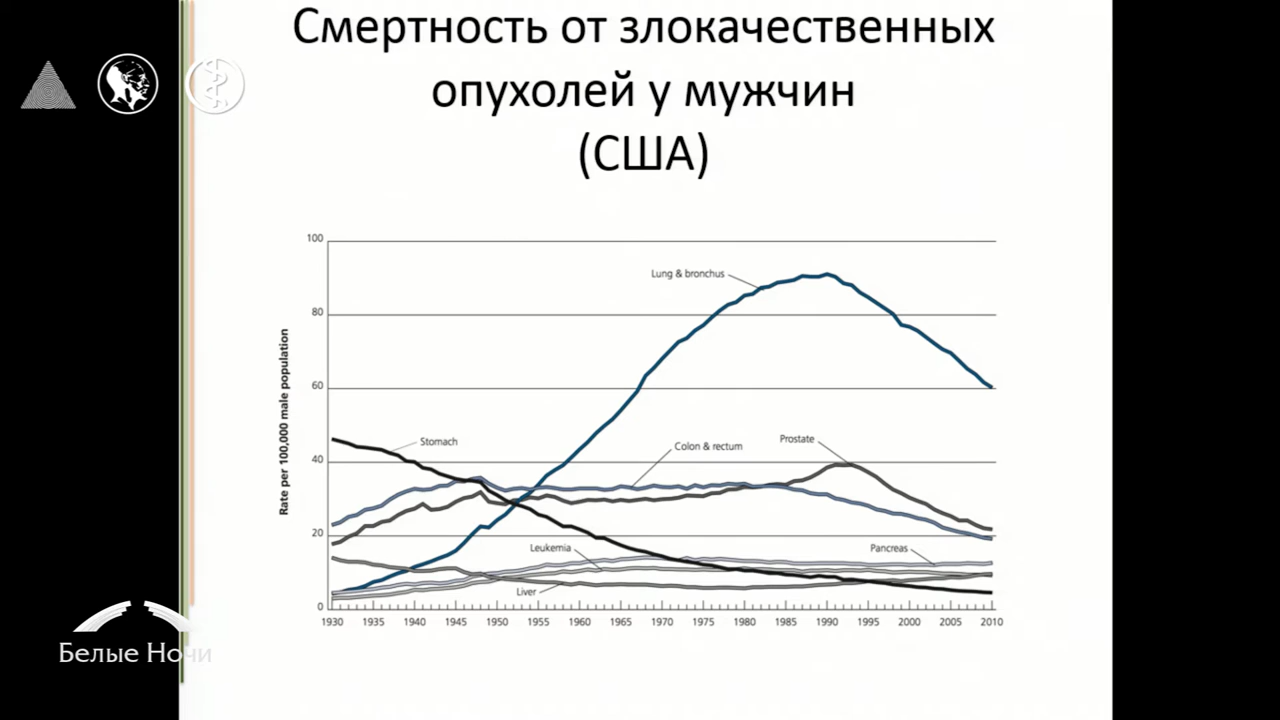 Смертность от злокачественных
опухолей у мужчин
(США)
Rate per 100,000 male population
100
80
60
40
20
0
Lung & bronchus
Stomach
Colon & rectum
Prostate
Leukemia
Pancreas
Liver
1930 1935 1940 1945 1950 1955 1960 1965 1970 1975 1980 1985 1990 1995 2000 2005 2010
Белые Ночи